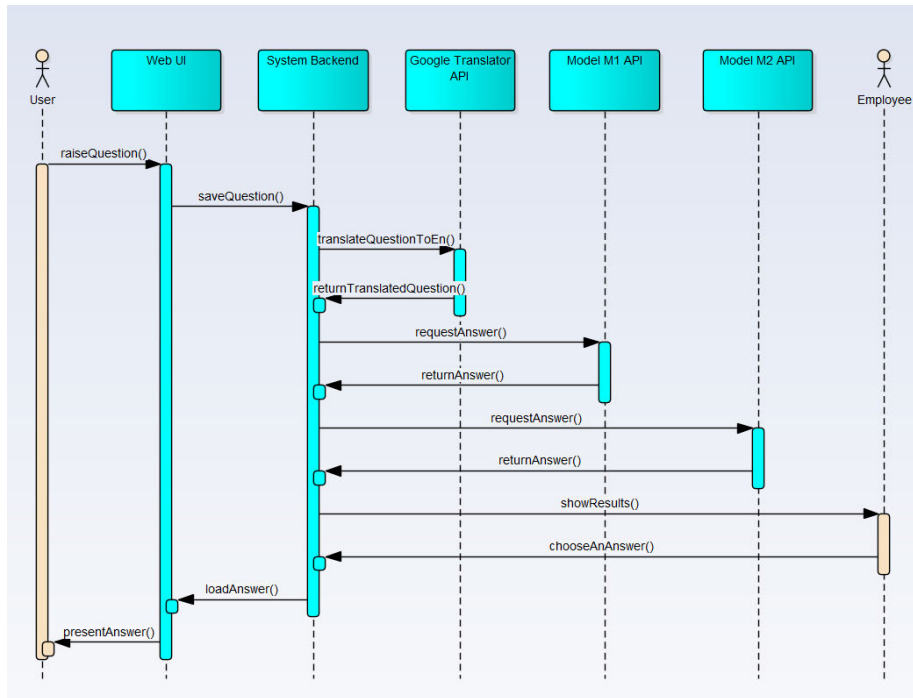 Web UI
System Backend
Google Translator
API
Model M1 API
Model M2 API
User
Employee
raiseQuestion()
saveQuestion()
translateQuestionToEn()
returnTranslatedQuestion()
requestAnswer()
returnAnswer()
requestAnswer()
returnAnswer()
showResults()
chooseAnAnswer()
loadAnswer()
presentAnswer()